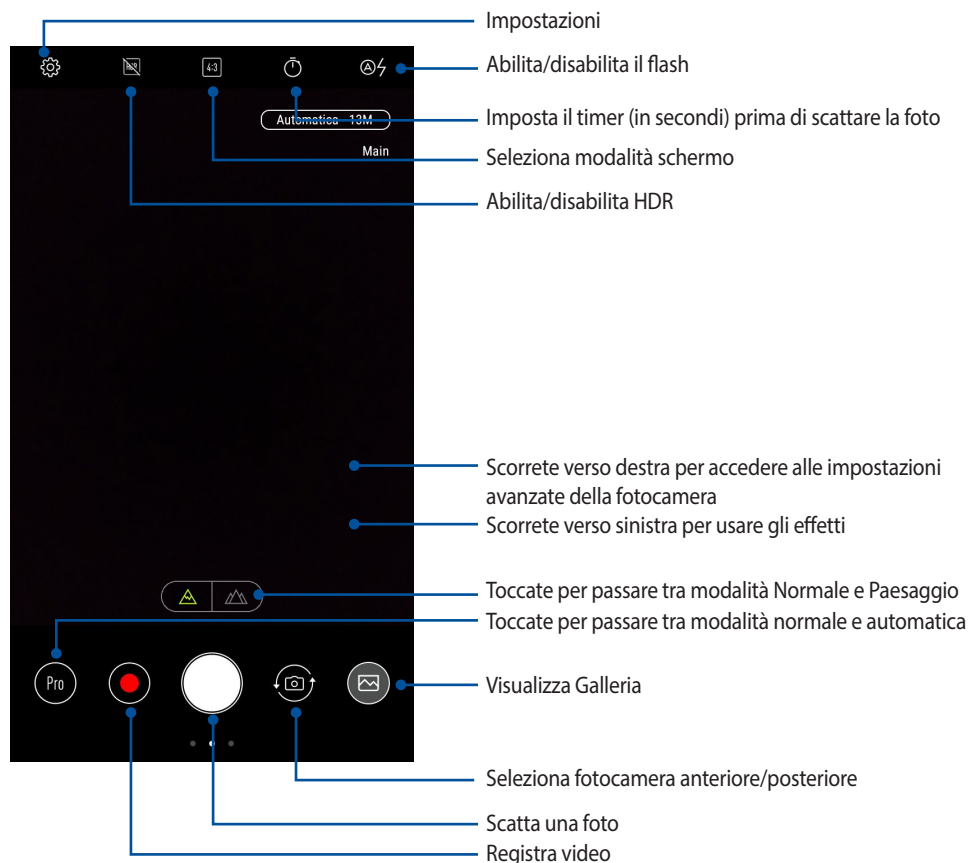 Impostazioni
Abilita/disabilita il flash
4:3
Imposta il timer (in secondi) prima di scattare la foto
Automatica 13M
Main
Seleziona modalità schermo
Abilita/disabilita HDR
Scorrete verso destra per accedere alle impostazioni
avanzate della fotocamera
Scorrete verso sinistra per usare gli effetti
Toccate per passare tra modalità Normale e Paesaggio
Toccate per passare tra modalità normale e automatica
Pro
Visualizza Galleria
Seleziona fotocamera anteriore/posteriore
Scatta una foto
Registra video